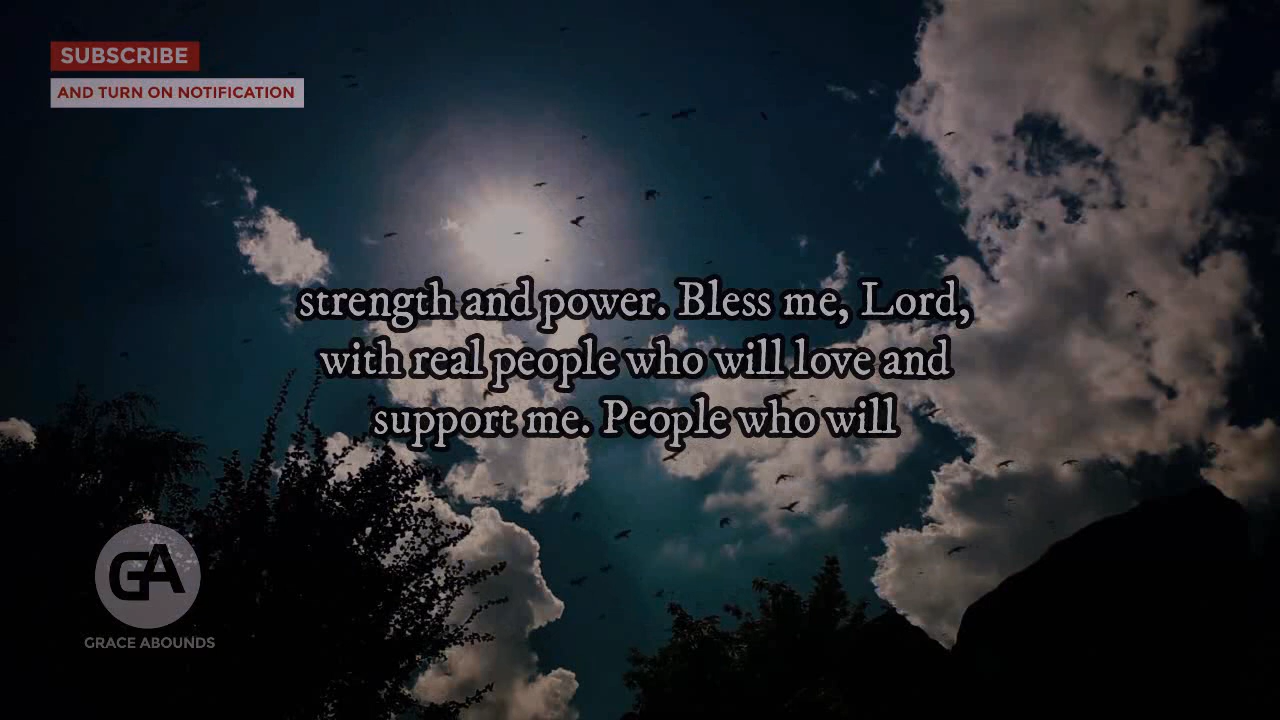 SUBSCRIBE
AND TURN ON NOTIFICATION
strength and power. Bless me, Lord,
with real people who will love and
support me. People who will
GA
GRACE ABOUNDS